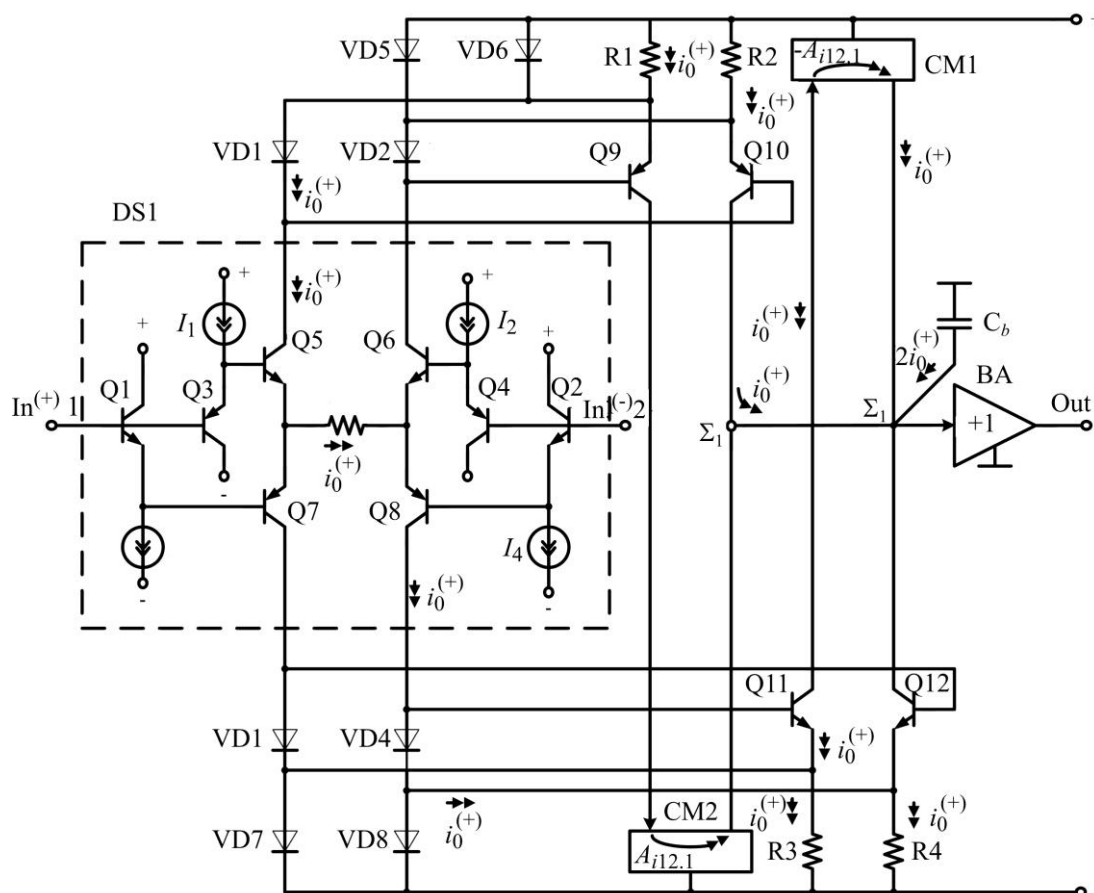 VD5 VD6 R1 i0(+) R2 -Ai12.1 CM1
i0(+) i0(+)
VD1 VD2 Q9 Q10
i0(+)
DS1
+ i0(+) +
I1 I2
+ Q5 Q6 + i0(+) Cb
2i0(+)
Q1 Q3 Q4 Q2 i0(+) BA
In(+) 1 In1(-)2 Σ1 Σ1 +1 Out
i0(+)
- Q7 Q8
I4
- i0(+) -
Q11 Q12
VD1 VD4 i0(+)
i0(+) CM2 i0(+) i0(+)
VD7 VD8 Ai12.1 R3 R4